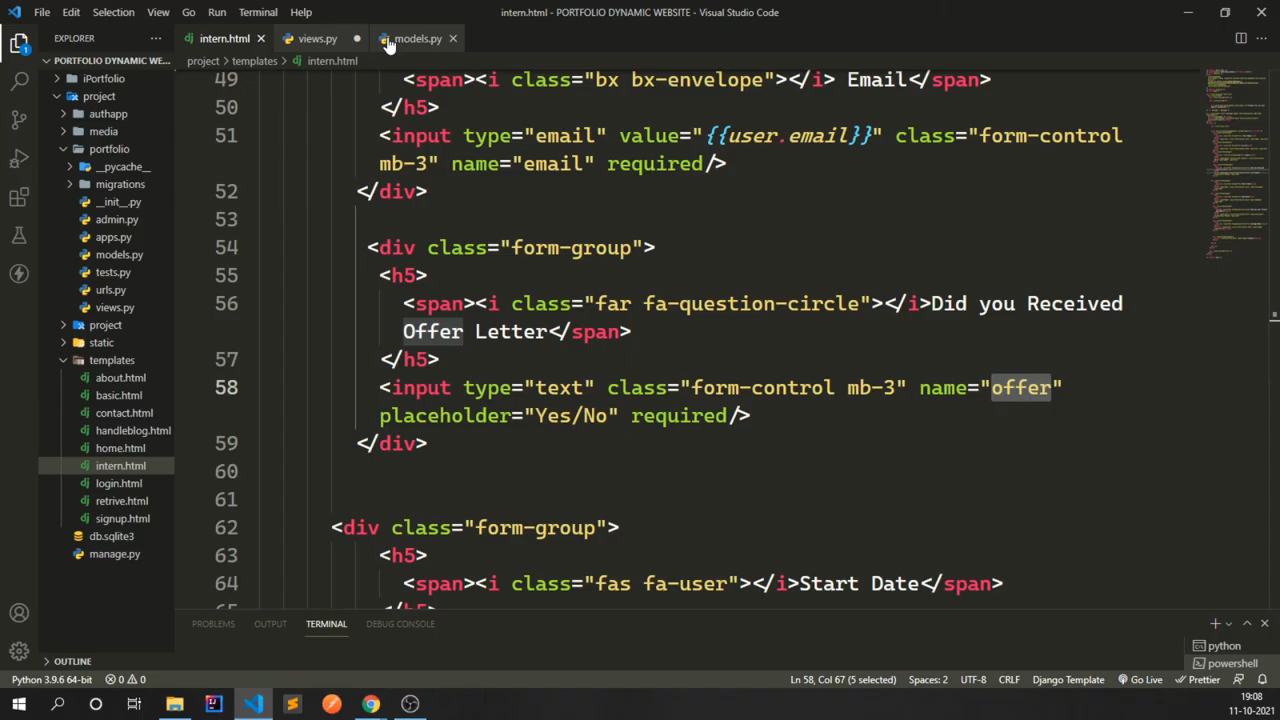 File Edit Selection View Go Run Terminal Help intern.html - PORTFOLIO DYNAMIC WEBSITE - Visual Studio Code
EXPLORER ··· intern.html views.py models.py
PORTFOLIO DYNAMIC WE... project > templates > intern.html
iPortfolio
project
authapp
media
portfolio
__pycache__
migrations
__init__.py
admin.py
apps.py
models.py
tests.py
urls.py
views.py
project
static
templates
about.html
basic.html
contact.html
handleblog.html
home.html
intern.html
login.html
retrive.html
signup.html
db.sqlite3
manage.py
OUTLINE
49 <span><i class="bx bx-envelope"></i> Email</span>
50 </h5>
51 <input type="email" value="{{user.email}}" class="form-control
mb-3" name="email" required/>
52 </div>
53
54 <div class="form-group">
55 <h5>
56 <span><i class="far fa-question-circle"></i>Did you Received
Offer Letter</span>
57 </h5>
58 <input type="text" class="form-control mb-3" name="offer"
placeholder="Yes/No" required/>
59 </div>
60
61
62 <div class="form-group">
63 <h5>
64 <span><i class="fas fa-user"></i>Start Date</span>
65 </h5>
PROBLEMS OUTPUT TERMINAL DEBUG CONSOLE
python
powershell
Python 3.9.6 64-bit 0 0 Ln 58, Col 67 (5 selected) Spaces: 2 UTF-8 CRLF Django Template Go Live Prettier
19:08
11-10-2021